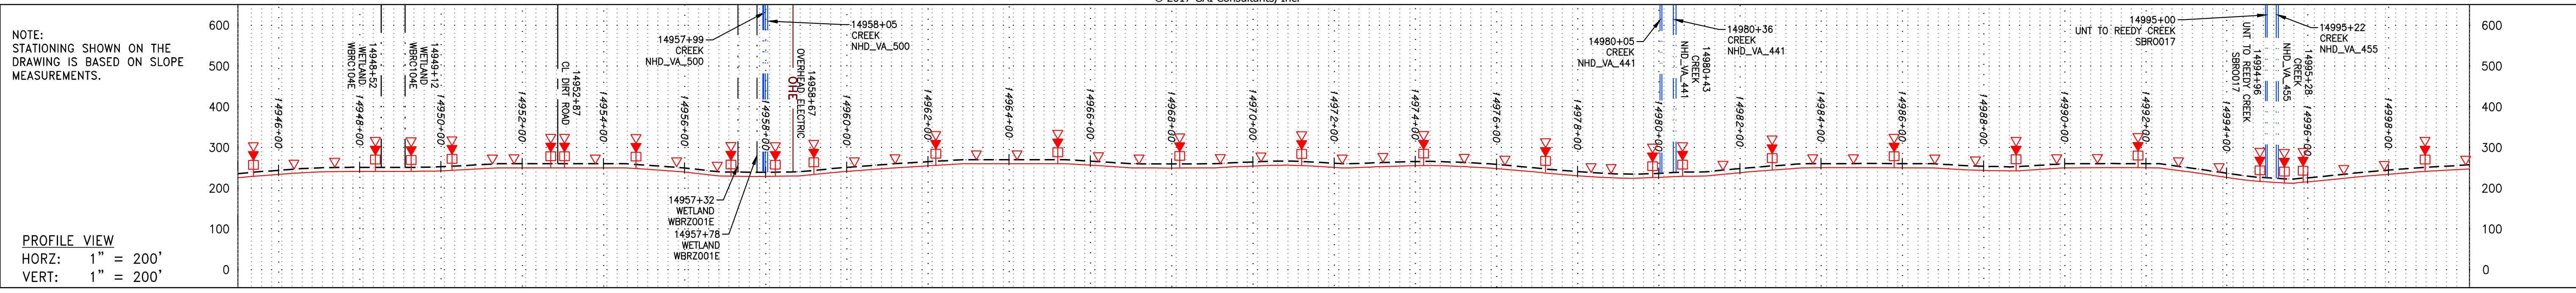 © 2017 GAI Consultants, Inc.
NOTE:
STATIONING SHOWN ON THE
DRAWING IS BASED ON SLOPE
MEASUREMENTS.
PROFILE VIEW
HORZ: 1" = 200'
VERT: 1" = 200'
600
500
400
300
200
100
0
14946+00
14948+00
14948+52
WETLAND
WBRC104E
14949+12
WETLAND
WBRC104E
14950+00
14952+00
14952+87
CL DIRT ROAD
14954+00
14956+00
14957+32
WETLAND
WBRZ001E
14957+78
WETLAND
WBRZ001E
14957+99
CREEK
NHD_VA_500
14958+00
14958+05
CREEK
NHD_VA_500
14958+67
OVERHEAD ELECTRIC
OHE
14960+00
14962+00
14964+00
14966+00
14968+00
14970+00
14972+00
14974+00
14976+00
14978+00
14980+00
14980+05
CREEK
NHD_VA_441
14980+36
CREEK
NHD_VA_441
14980+43
CREEK
NHD_VA_441
14982+00
14984+00
14986+00
14988+00
14990+00
14992+00
14994+00
14995+00
UNT TO REEDY CREEK
SBR0017
14994+96
UNT TO REEDY CREEK
SBR0017
14995+22
CREEK
NHD_VA_455
14995+28
CREEK
NHD_VA_455
14996+00
14998+00
600
500
400
300
200
100
0